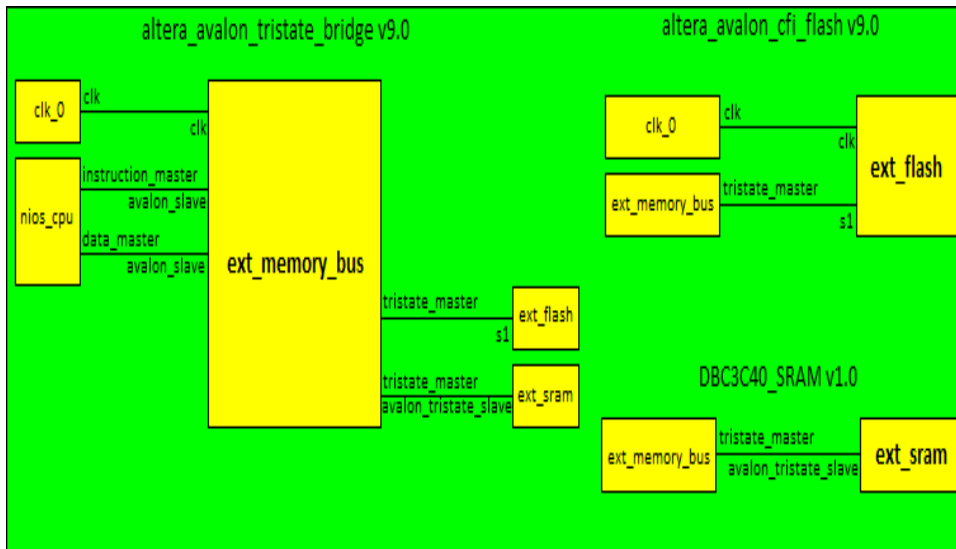 altera_avalon_tristate_bridge v9.0
clk_0
clk
clk
nios_cpu
instruction_master
avalon_slave
data_master
avalon_slave
ext_memory_bus
tristate_master
s1
ext_flash
tristate_master
avalon_tristate_slave
ext_sram
altera_avalon_cfi_flash v9.0
clk_0
clk
clk
ext_memory_bus
tristate_master
s1
ext_flash
DBC3C40_SRAM v1.0
ext_memory_bus
tristate_master
avalon_tristate_slave
ext_sram